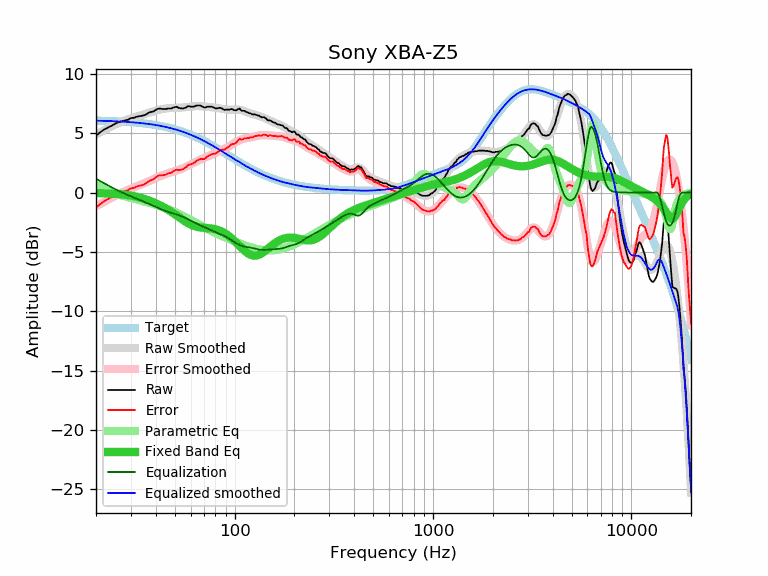 Sony XBA-Z5
10
5
0
−5
−10
−15
−20
−25
Amplitude (dBr)
Target
Raw Smoothed
Error Smoothed
Raw
Error
Parametric Eq
Fixed Band Eq
Equalization
Equalized smoothed
100
1000
10000
Frequency (Hz)